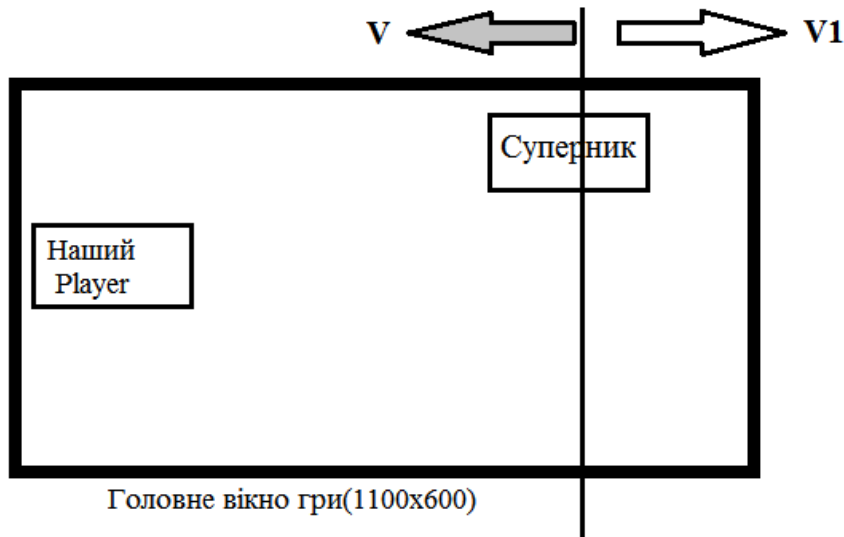 V V1
Суперник
Наший
Player
Головне вікно гри(1100x600)